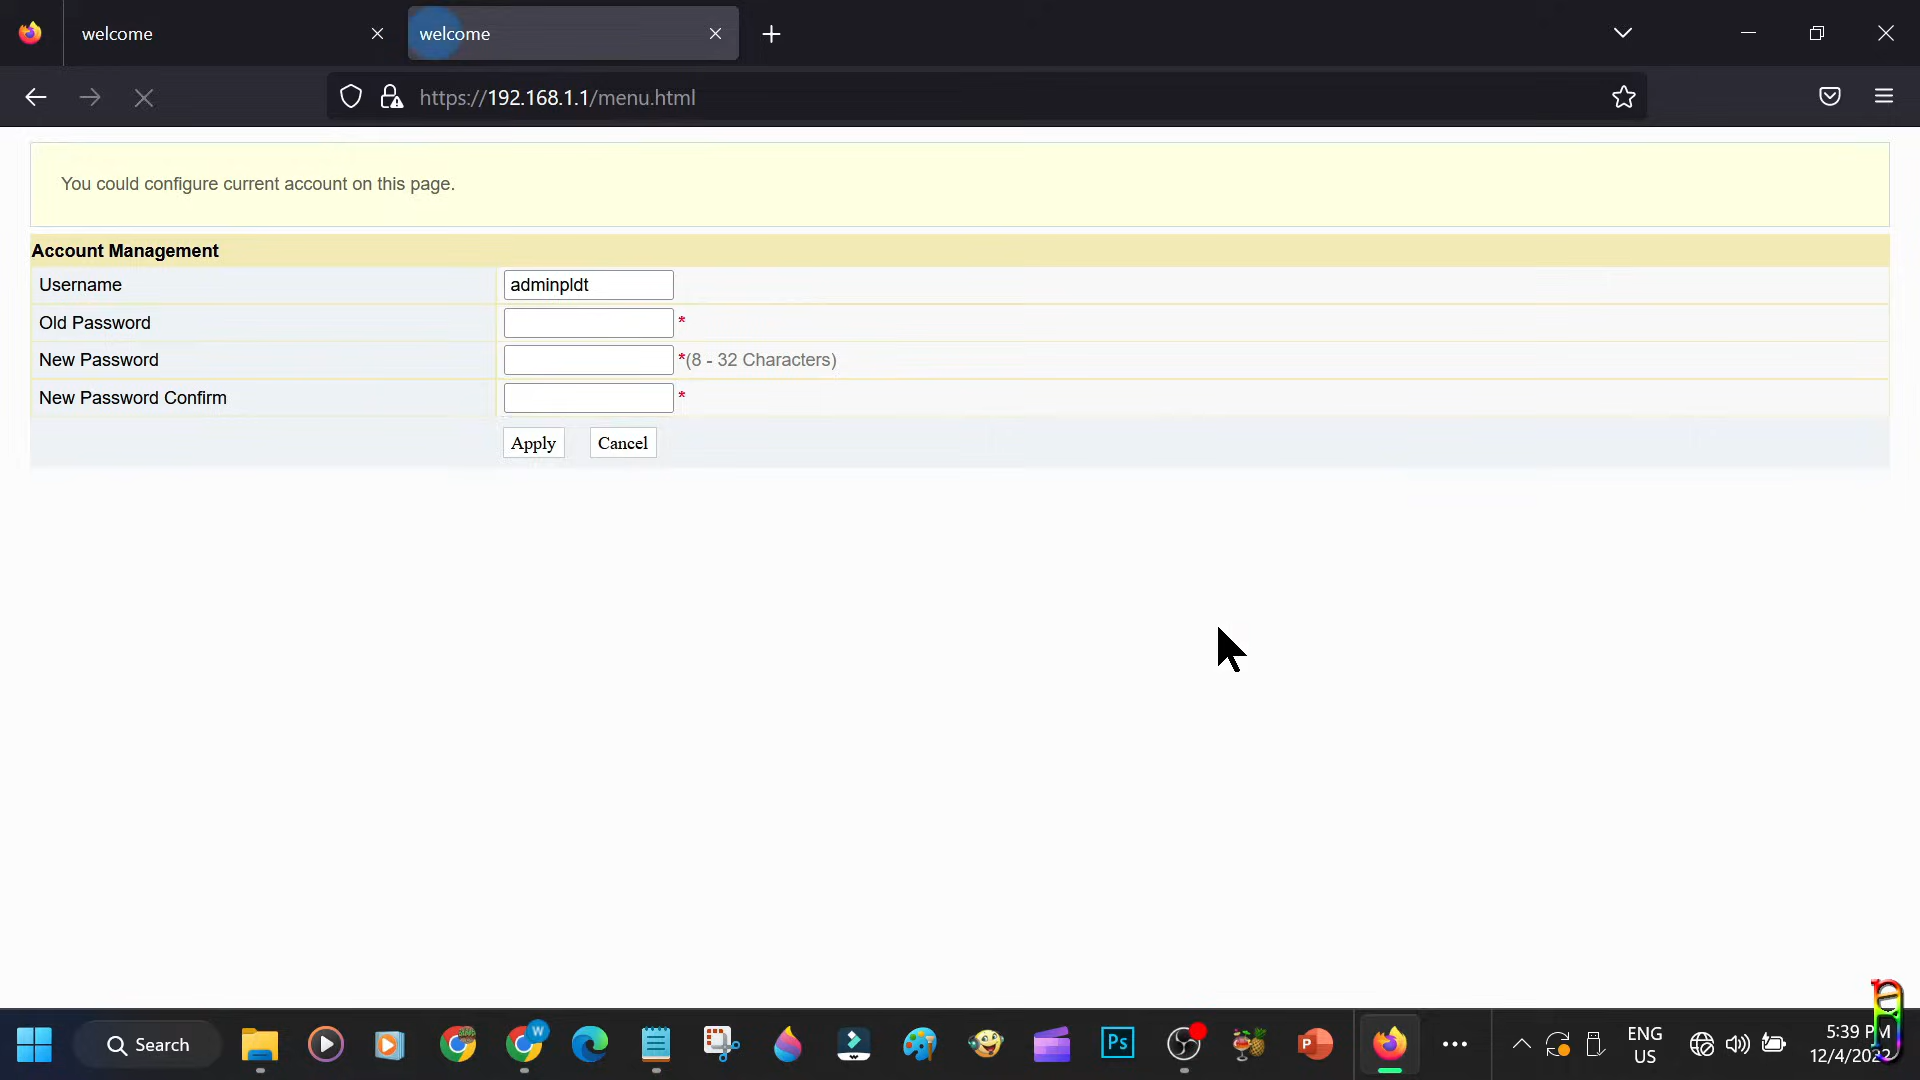 welcome
welcome
https://192.168.1.1/menu.html
You could configure current account on this page.
Account Management
Username
adminpldt
Old Password
*
New Password
*(8 - 32 Characters)
New Password Confirm
*
Apply
Cancel
Search
W
Ps
P
ENG
US
5:39 PM